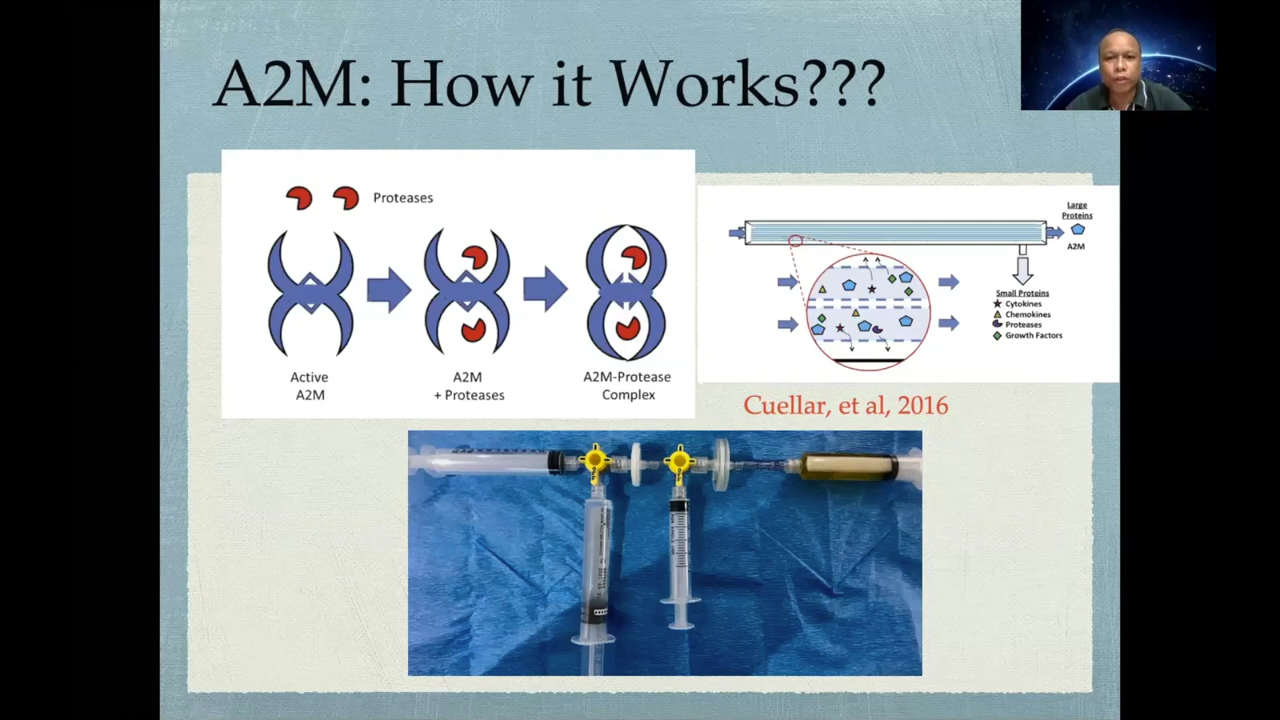 A2M: How it Works???
Proteases
Active
A2M
A2M
+ Proteases
A2M-Protease
Complex
Large
Proteins
A2M
Small Proteins
Cytokines
Chemokines
Proteases
Growth Factors
Cuellar, et al, 2016